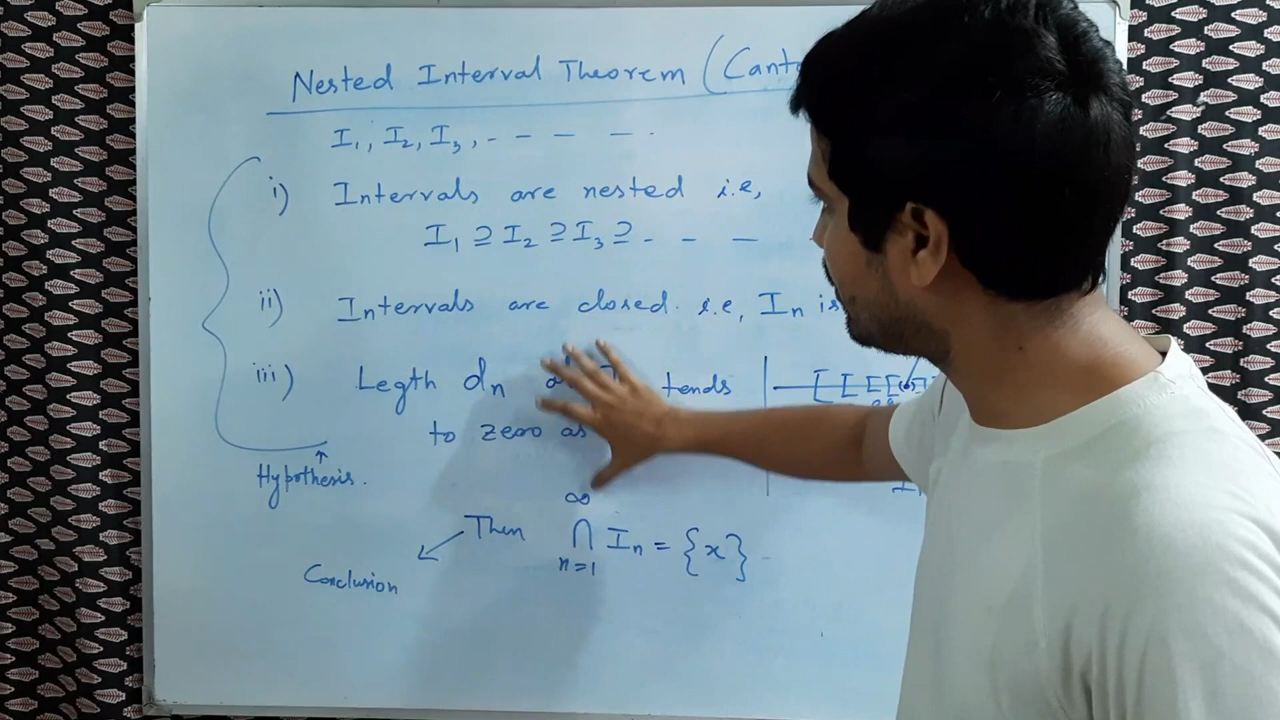 Nested Interval Theorem (Cant
I₁, I₂, I₃, - - - -.
i) Intervals are nested i.e,
I₁ ⊇ I₂ ⊇ I₃ ⊇ - - -
ii) Intervals are closed. i.e, Iₙ is
iii) Legth dₙ tends
to zero as
Hypothesis.
Then ∞⋂n=1 Iₙ = {x}
Conclusion